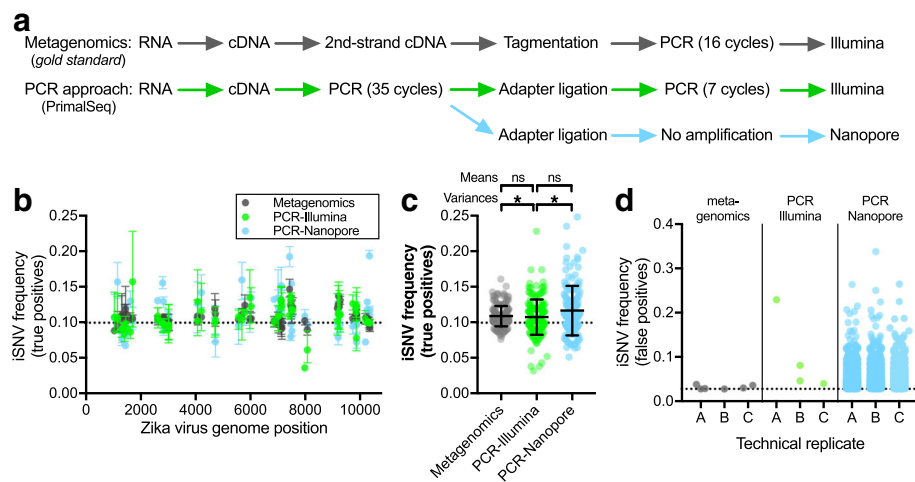 a
Metagenomics: RNA cDNA 2nd-strand cDNA Tagmentation PCR (16 cycles) Illumina
(gold standard)
PCR approach: RNA cDNA PCR (35 cycles) Adapter ligation PCR (7 cycles) Illumina
(PrimalSeq)
Adapter ligation No amplification Nanopore
b
Metagenomics
PCR-Illumina
PCR-Nanopore
iSNV frequency
(true positives)
0.25
0.20
0.15
0.10
0.05
0.00
0 2000 4000 6000 8000 10000
Zika virus genome position
c
Means ns ns
Variances * *
iSNV frequency
(true positives)
0.25
0.20
0.15
0.10
0.05
0.00
Metagenomics
PCR-Illumina
PCR-Nanopore
d
meta-
genomics
PCR
Illumina
PCR
Nanopore
iSNV frequency
(false positives)
0.4
0.3
0.2
0.1
0.0
A B C A B C A B C
Technical replicate